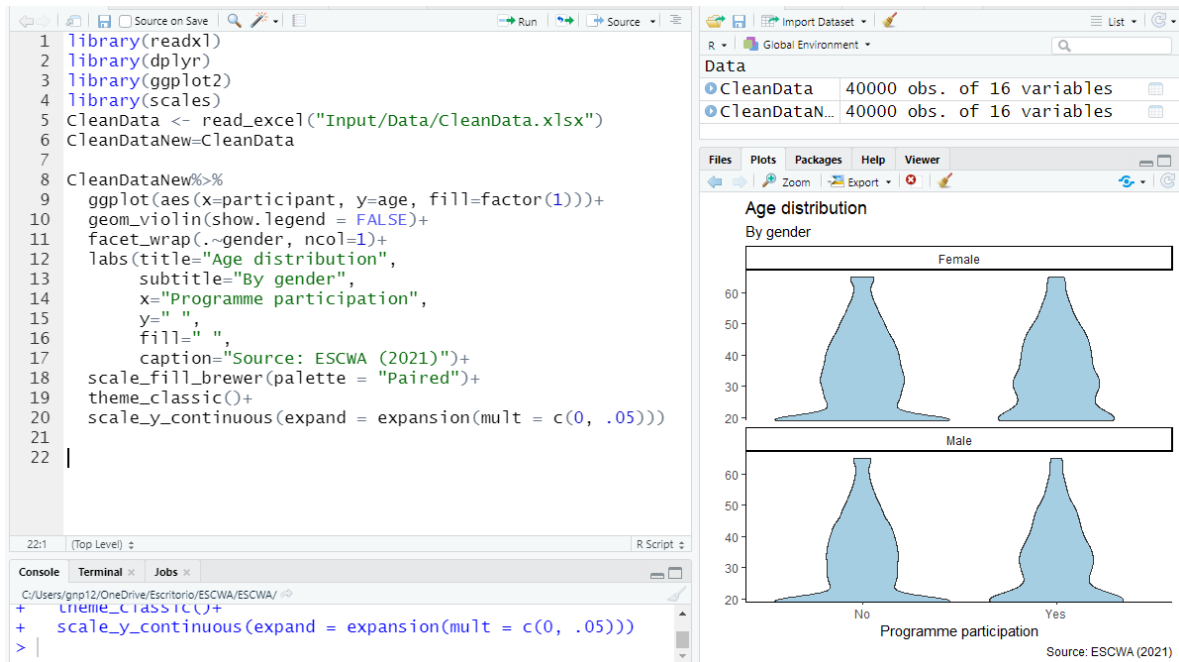 Source on Save Run Source
1 library(readxl)
2 library(dplyr)
3 library(ggplot2)
4 library(scales)
5 CleanData <- read_excel("Input/Data/CleanData.xlsx")
6 CleanDataNew=CleanData
7
8 CleanDataNew%>%
9 ggplot(aes(x=participant, y=age, fill=factor(1)))+
10 geom_violin(show.legend = FALSE)+
11 facet_wrap(.~gender, ncol=1)+
12 labs(title="Age distribution",
13 subtitle="By gender",
14 x="Programme participation",
15 y=" ",
16 fill=" ",
17 caption="Source: ESCWA (2021)")+
18 scale_fill_brewer(palette = "Paired")+
19 theme_classic()+
20 scale_y_continuous(expand = expansion(mult = c(0, .05)))
21
22
22:1 (Top Level) R Script
Console Terminal × Jobs ×
C:/Users/gnp12/OneDrive/Escritorio/ESCWA/ESCWA/
+ theme_classic()+
+ scale_y_continuous(expand = expansion(mult = c(0, .05)))
>
Import Dataset List
R Global Environment
Data
CleanData 40000 obs. of 16 variables
CleanDataN… 40000 obs. of 16 variables
Files Plots Packages Help Viewer
Zoom Export
Age distribution
By gender
Female
60
50
40
30
20
Male
60
50
40
30
20
No Yes
Programme participation
Source: ESCWA (2021)